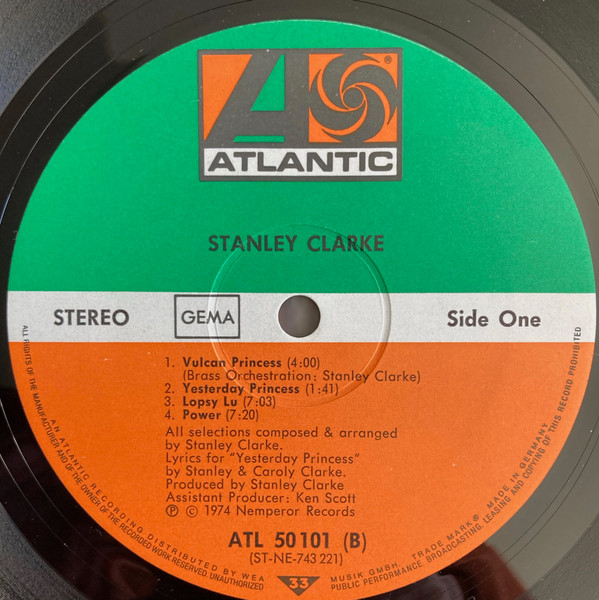 ®
ATLANTIC
STANLEY CLARKE
STEREO
GEMA
Side One
1. Vulcan Princess (4:00)
(Brass Orchestration: Stanley Clarke)
2. Yesterday Princess (1:41)
3. Lopsy Lu (7:03)
4. Power (7:20)
All selections composed & arranged
by Stanley Clarke.
Lyrics for "Yesterday Princess"
by Stanley & Caroly Clarke.
Produced by Stanley Clarke
Assistant Producer: Ken Scott
Ⓟ © 1974 Nemperor Records
ATL 50 101 (B)
(ST-NE-743 221)
33
ALL RIGHTS OF THE MANUFACTURER AND OF THE OWNER OF THE RECORDED WORK RESERVED. UNAUTHORIZED PUBLIC PERFORMANCE, BROADCASTING, LEASING AND COPYING OF THIS RECORD PROHIBITED
AN ATLANTIC RECORDING DISTRIBUTED BY WEA MUSIK GMBH, TRADE MARK® MADE IN GERMANY